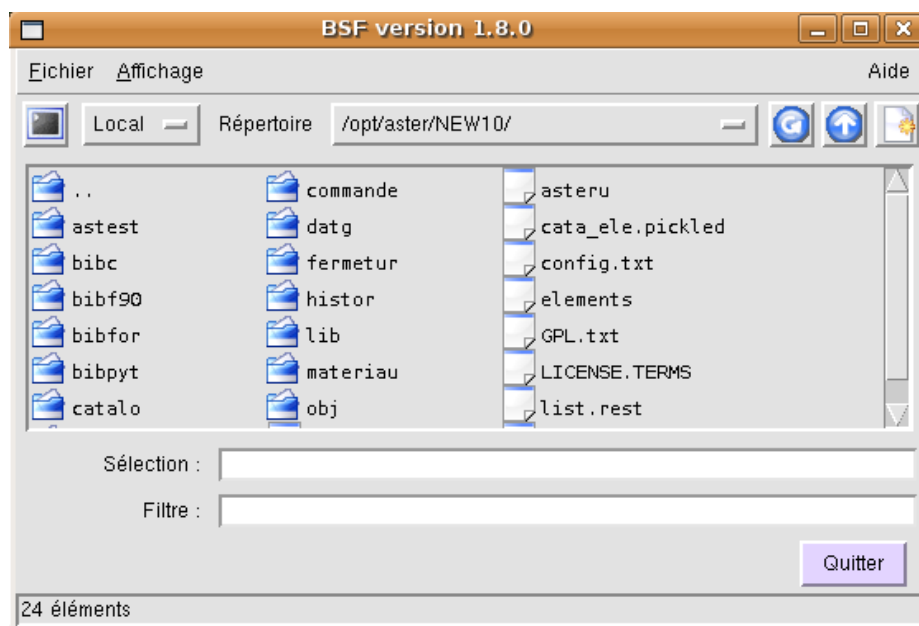 BSF version 1.8.0
Fichier Affichage Aide
Local Répertoire /opt/aster/NEW10/
.. commande asteru
astest datg cata_ele.pickled
bibc fermetur config.txt
bibf90 histor elements
bibfor lib GPL.txt
bibpyt materiau LICENSE.TERMS
catalo obj list.rest
Sélection :
Filtre :
Quitter
24 éléments